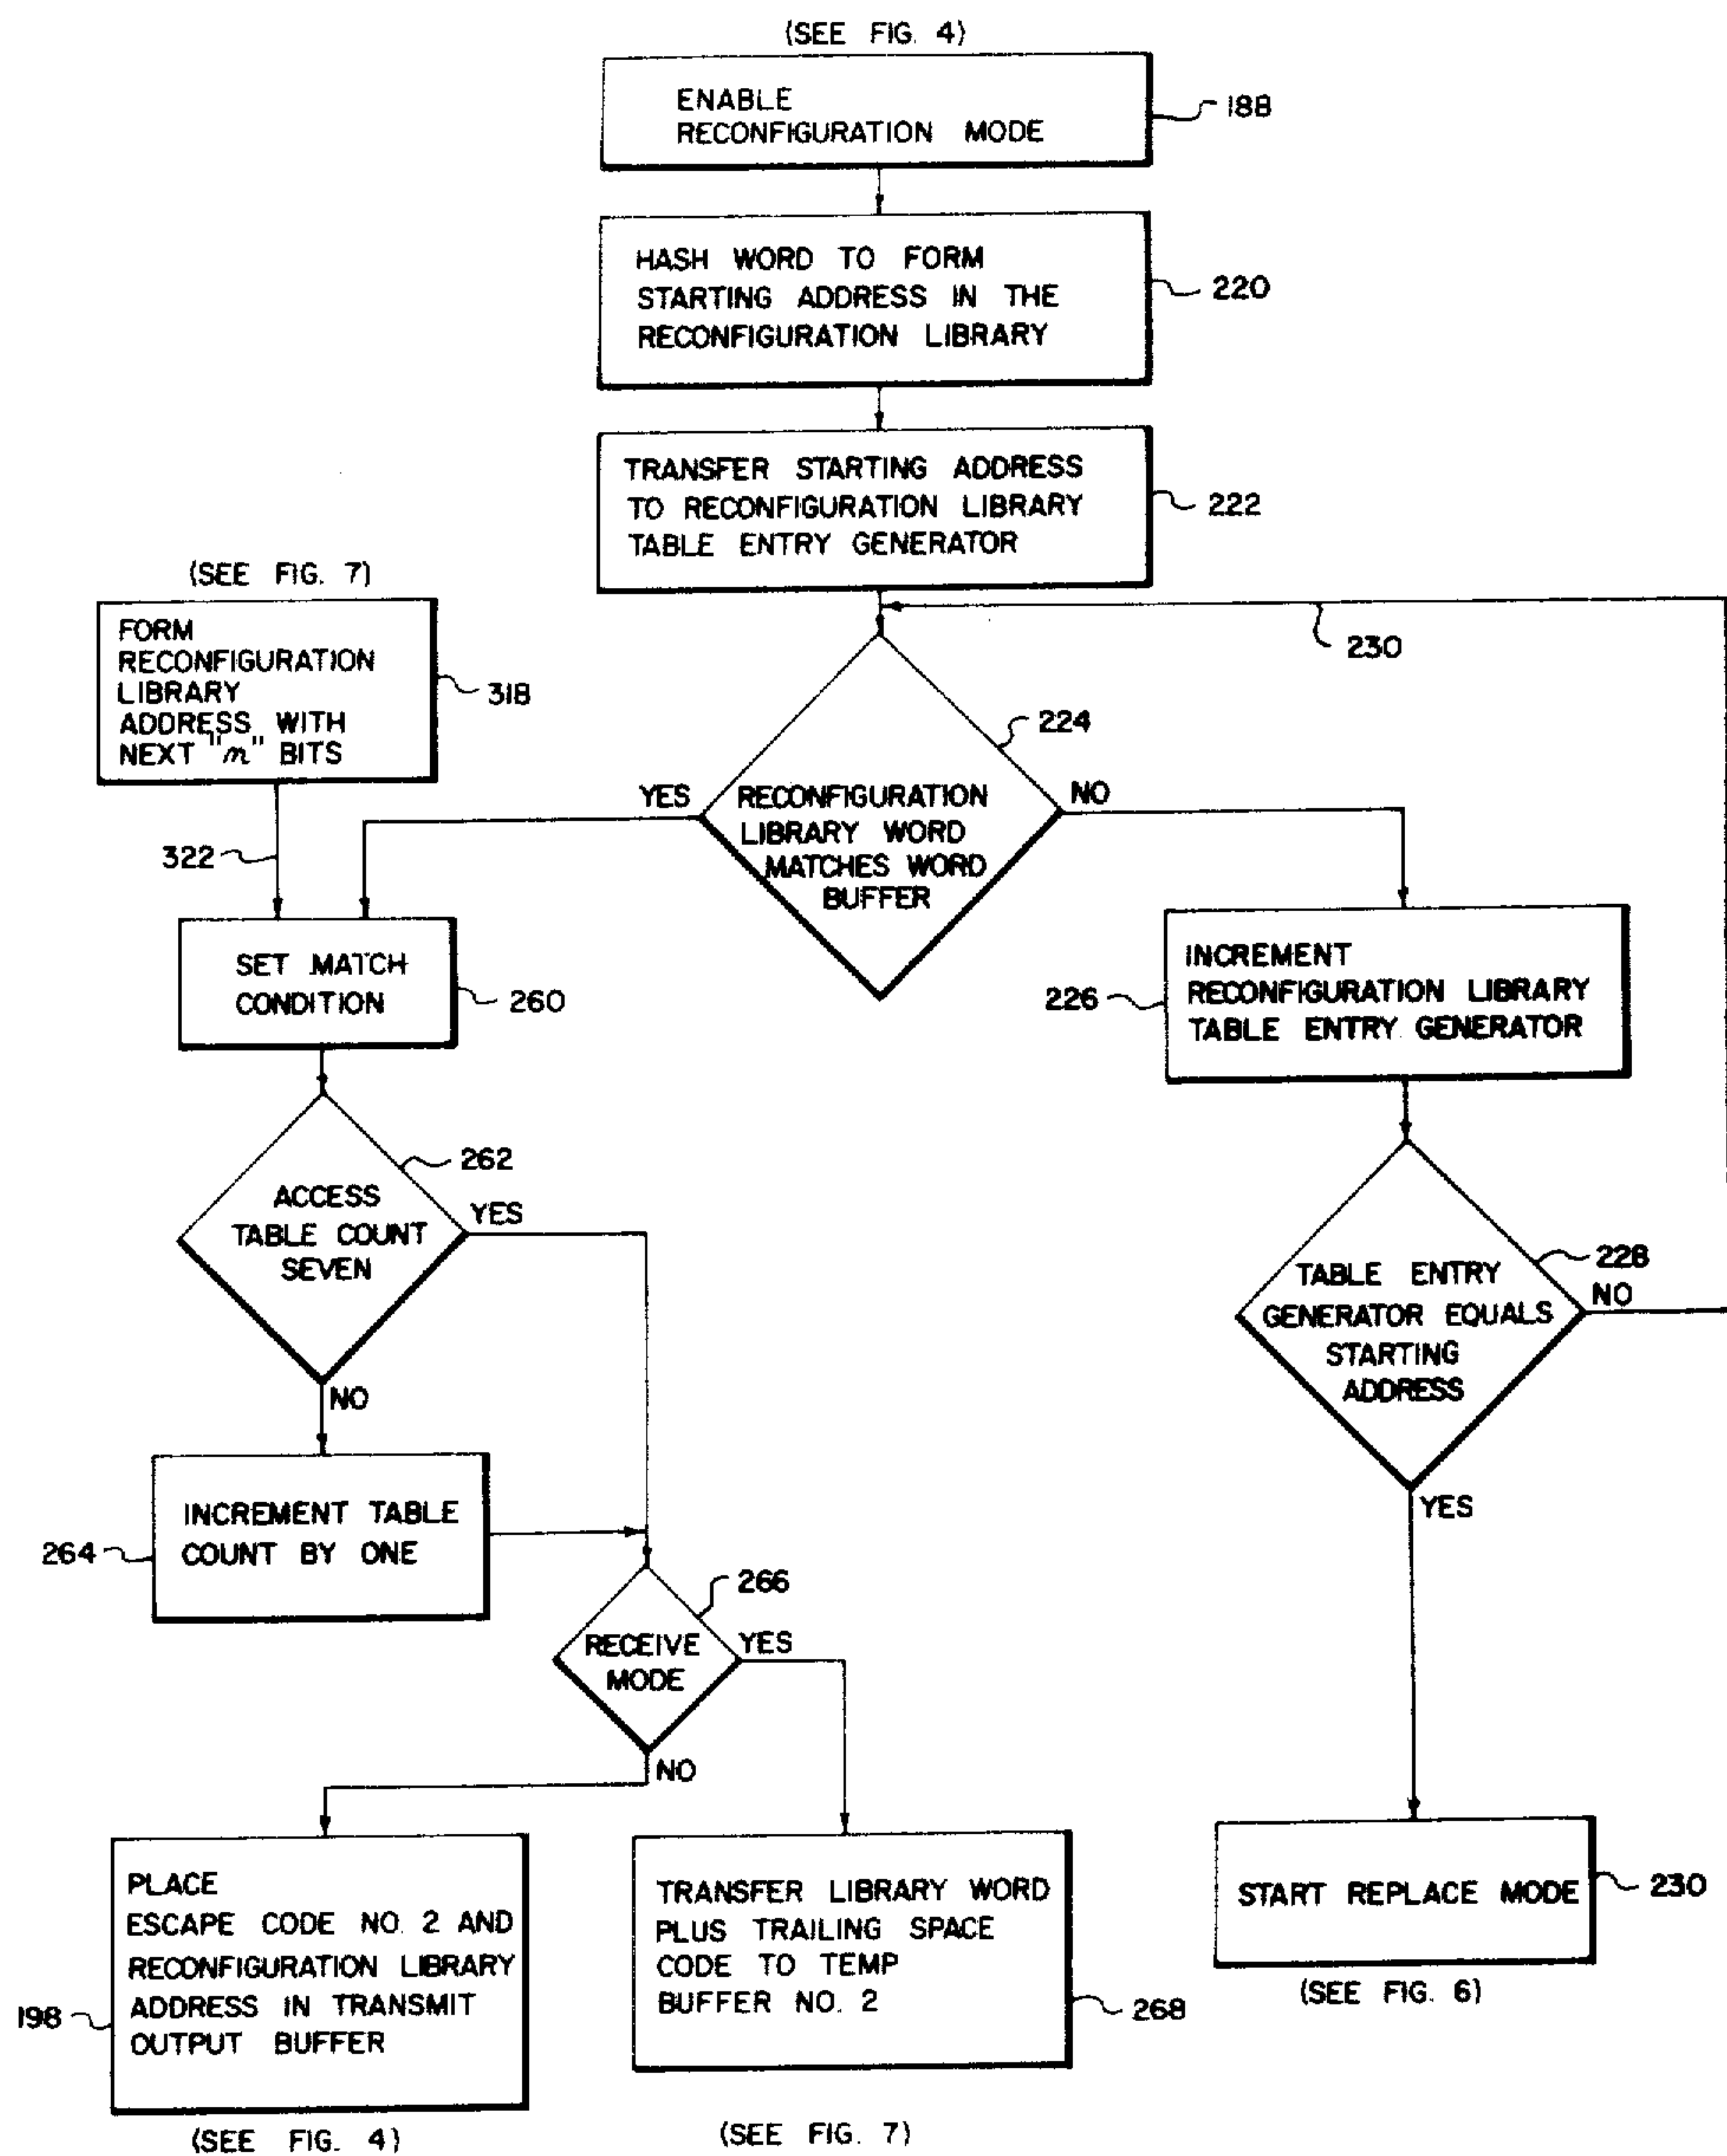 (SEE FIG. 4)
ENABLE
RECONFIGURATION MODE
188
HASH WORD TO FORM
STARTING ADDRESS IN THE
RECONFIGURATION LIBRARY
220
TRANSFER STARTING ADDRESS
TO RECONFIGURATION LIBRARY
TABLE ENTRY GENERATOR
222
(SEE FIG. 7)
FORM
RECONFIGURATION
LIBRARY
ADDRESS WITH
NEXT "n" BITS
318
322
230
224
YES
RECONFIGURATION
LIBRARY WORD
MATCHES WORD
BUFFER
NO
SET MATCH
CONDITION
260
INCREMENT
RECONFIGURATION LIBRARY
TABLE ENTRY GENERATOR
226
262
ACCESS
TABLE COUNT
SEVEN
YES
NO
228
TABLE ENTRY
GENERATOR EQUALS
STARTING
ADDRESS
NO
YES
INCREMENT TABLE
COUNT BY ONE
264
266
RECEIVE
MODE
YES
NO
PLACE
ESCAPE CODE NO. 2 AND
RECONFIGURATION LIBRARY
ADDRESS IN TRANSMIT
OUTPUT BUFFER
198
(SEE FIG. 4)
TRANSFER LIBRARY WORD
PLUS TRAILING SPACE
CODE TO TEMP
BUFFER NO. 2
268
(SEE FIG. 7)
START REPLACE MODE
230
(SEE FIG. 6)